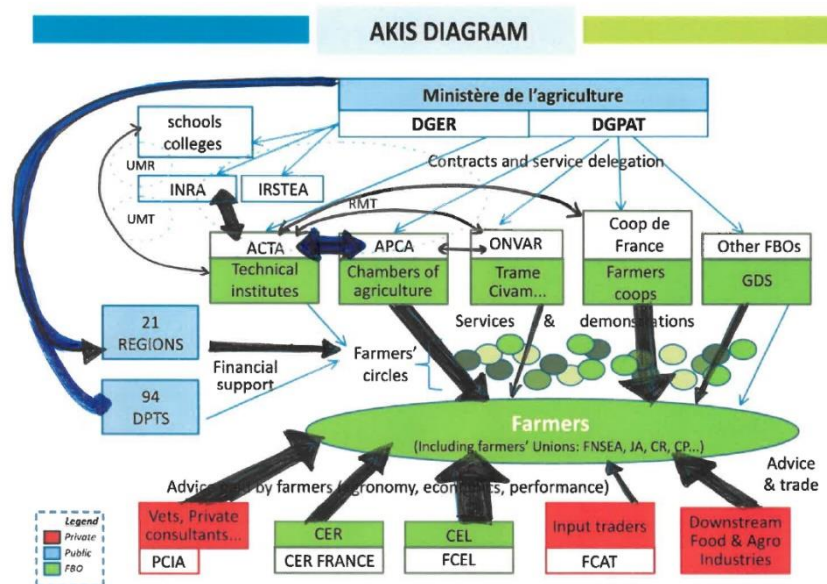 AKIS DIAGRAM
Ministère de l'agriculture
DGER
DGPAT
schools
colleges
UMR
Contracts and service delegation
INRA
IRSTEA
UMT
RMT
ACTA
Technical
institutes
APCA
Chambers of
agriculture
ONVAR
Trame
Civam...
Coop de
France
Farmers
coops
Other FBOs
GDS
21
REGIONS
Financial
support
94
DPTS
Farmers'
circles
Services & demonstrations
Farmers
(Including farmers' Unions: FNSEA, JA, CR, CP...)
Advice
& trade
Advice by farmers (agronomy, economics, performance)
Vets, Private
consultants...
PCIA
CER
CER FRANCE
CEL
FCEL
Input traders
FCAT
Downstream
Food & Agro
Industries
Legend
Private
Public
FBO